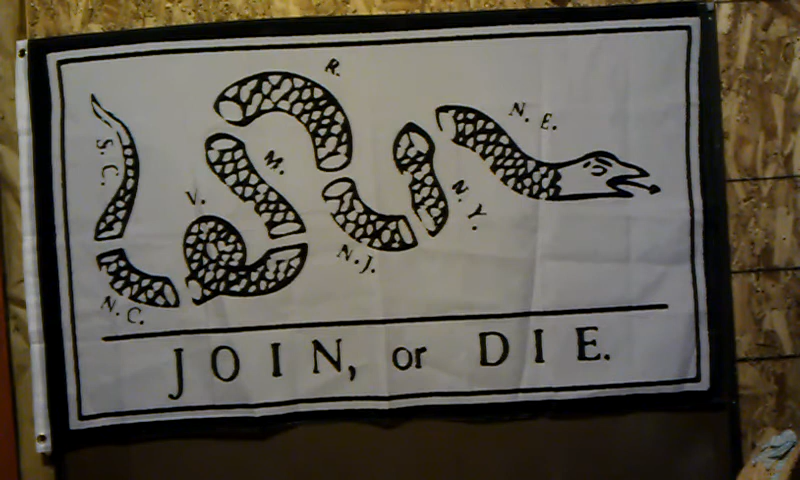 R.
N. E.
S. C.
M.
V.
N. Y.
N. J.
N. C.
JOIN, or DIE.